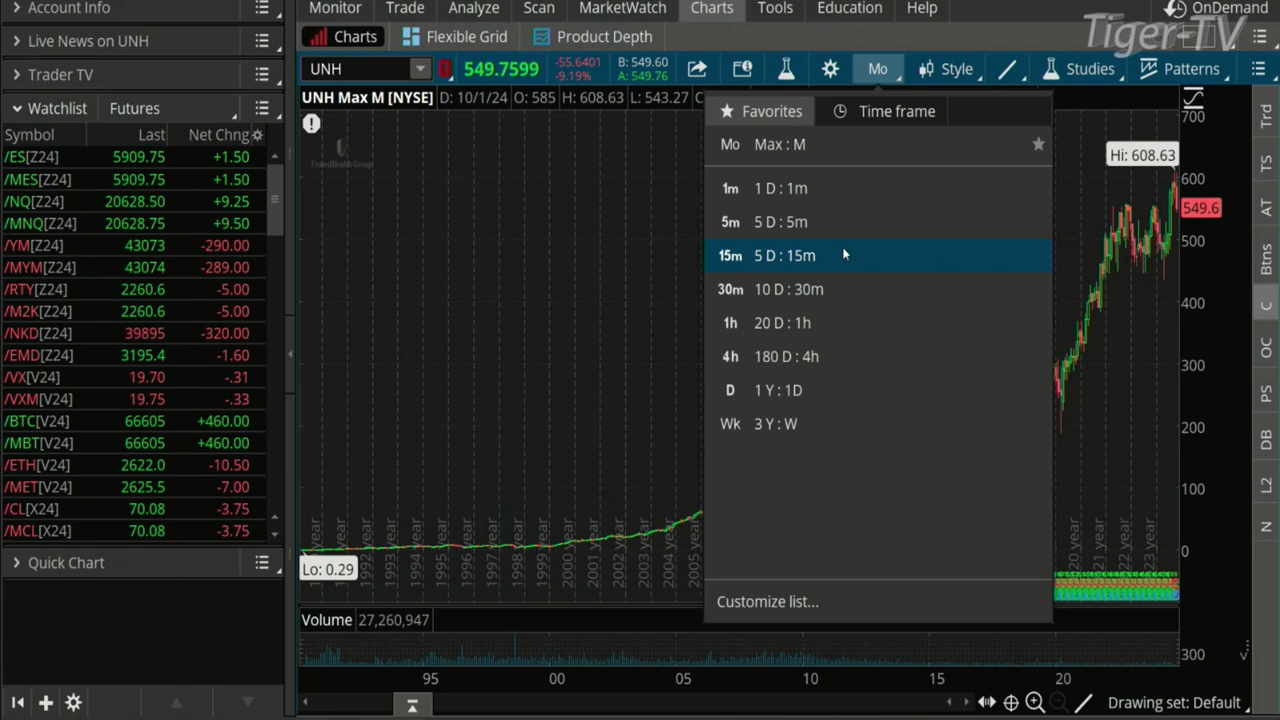 Account Info
Monitor Trade Analyze Scan MarketWatch Charts Tools Education Help OnDemand
Tiger-TV
Live News on UNH
Charts Flexible Grid Product Depth
Trader TV
UNH 549.7599 -55.6401 -9.19% B: 549.60 A: 549.76 Mo Style Studies Patterns
Watchlist Futures
UNH Max M [NYSE] D: 10/1/24 O: 585 H: 608.63 L: 543.27
Symbol Last Net Chng
/ES[Z24] 5909.75 +1.50
/MES[Z24] 5909.75 +1.50
/NQ[Z24] 20628.50 +9.25
/MNQ[Z24] 20628.75 +9.50
/YM[Z24] 43073 -290.00
/MYM[Z24] 43074 -289.00
/RTY[Z24] 2260.6 -5.00
/M2K[Z24] 2260.6 -5.00
/NKD[Z24] 39895 -320.00
/EMD[Z24] 3195.4 -1.60
/VX[V24] 19.70 -.31
/VXM[V24] 19.75 -.33
/BTC[V24] 66605 +460.00
/MBT[V24] 66605 +460.00
/ETH[V24] 2622.0 -10.50
/MET[V24] 2625.5 -7.00
/CL[X24] 70.08 -3.75
/MCL[X24] 70.08 -3.75
Quick Chart
UnitedHealth Group
Favorites Time frame
Mo Max : M
1m 1 D : 1m
5m 5 D : 5m
15m 5 D : 15m
30m 10 D : 30m
1h 20 D : 1h
4h 180 D : 4h
D 1 Y : 1D
Wk 3 Y : W
Customize list...
Hi: 608.63
700
600
549.6
500
400
300
200
100
0
Lo: 0.29
1992 year
1993 year
1994 year
1995 year
1996 year
1997 year
1998 year
1999 year
2000 year
2001 year
2002 year
2003 year
2004 year
2005 year
20 year
21 year
22 year
23 year
Volume 27,260,947
300
95 00 05 10 15 20
Drawing set: Default
Trd
TS
AT
Btns
C
OC
PS
DB
L2
N